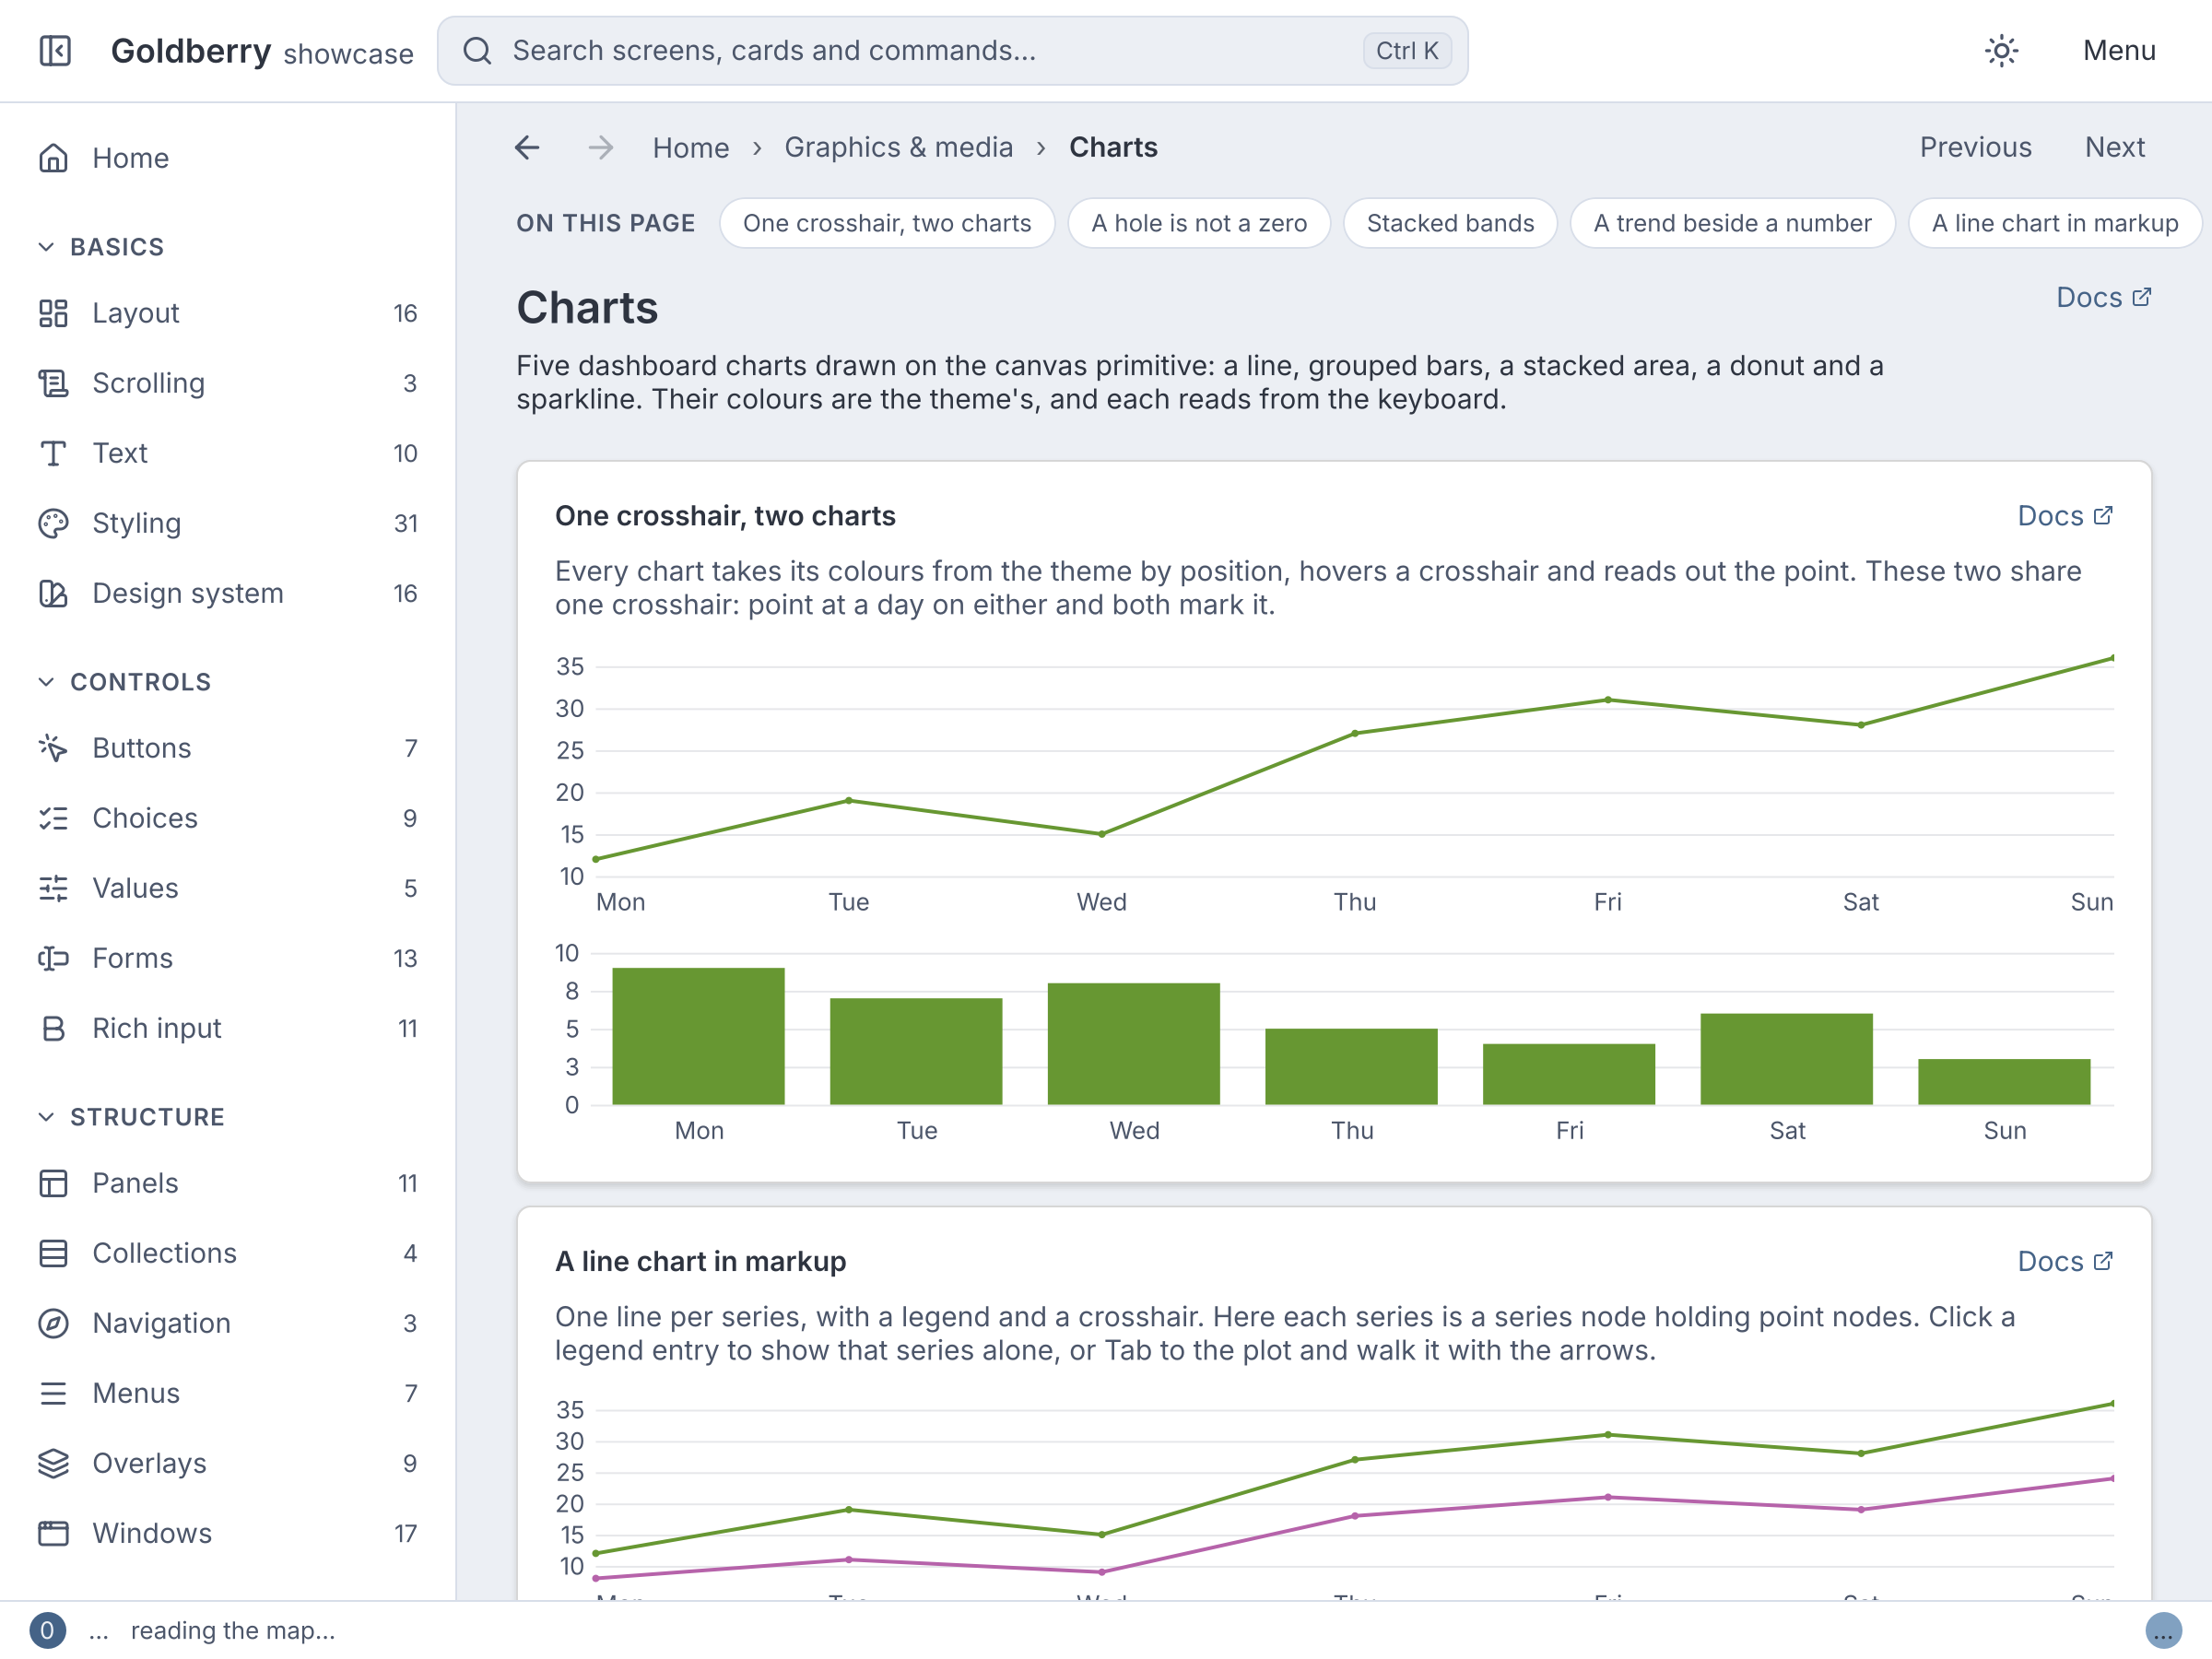 Goldberry showcase
Search screens, cards and commands...
Ctrl K
Menu
Home
BASICS
Layout 16
Scrolling 3
Text 10
Styling 31
Design system 16
CONTROLS
Buttons 7
Choices 9
Values 5
Forms 13
Rich input 11
STRUCTURE
Panels 11
Collections 4
Navigation 3
Menus 7
Overlays 9
Windows 17
Home › Graphics & media › Charts
Previous Next
ON THIS PAGE
One crosshair, two charts
A hole is not a zero
Stacked bands
A trend beside a number
A line chart in markup
Charts
Docs
Five dashboard charts drawn on the canvas primitive: a line, grouped bars, a stacked area, a donut and a
sparkline. Their colours are the theme's, and each reads from the keyboard.
One crosshair, two charts
Docs
Every chart takes its colours from the theme by position, hovers a crosshair and reads out the point. These two share
one crosshair: point at a day on either and both mark it.
35
30
25
20
15
10
Mon Tue Wed Thu Fri Sat Sun
10
8
5
3
0
Mon Tue Wed Thu Fri Sat Sun
A line chart in markup
Docs
One line per series, with a legend and a crosshair. Here each series is a series node holding point nodes. Click a
legend entry to show that series alone, or Tab to the plot and walk it with the arrows.
35
30
25
20
15
10
Mon Tue Wed Thu Fri Sat Sun
0 ... reading the map...
...